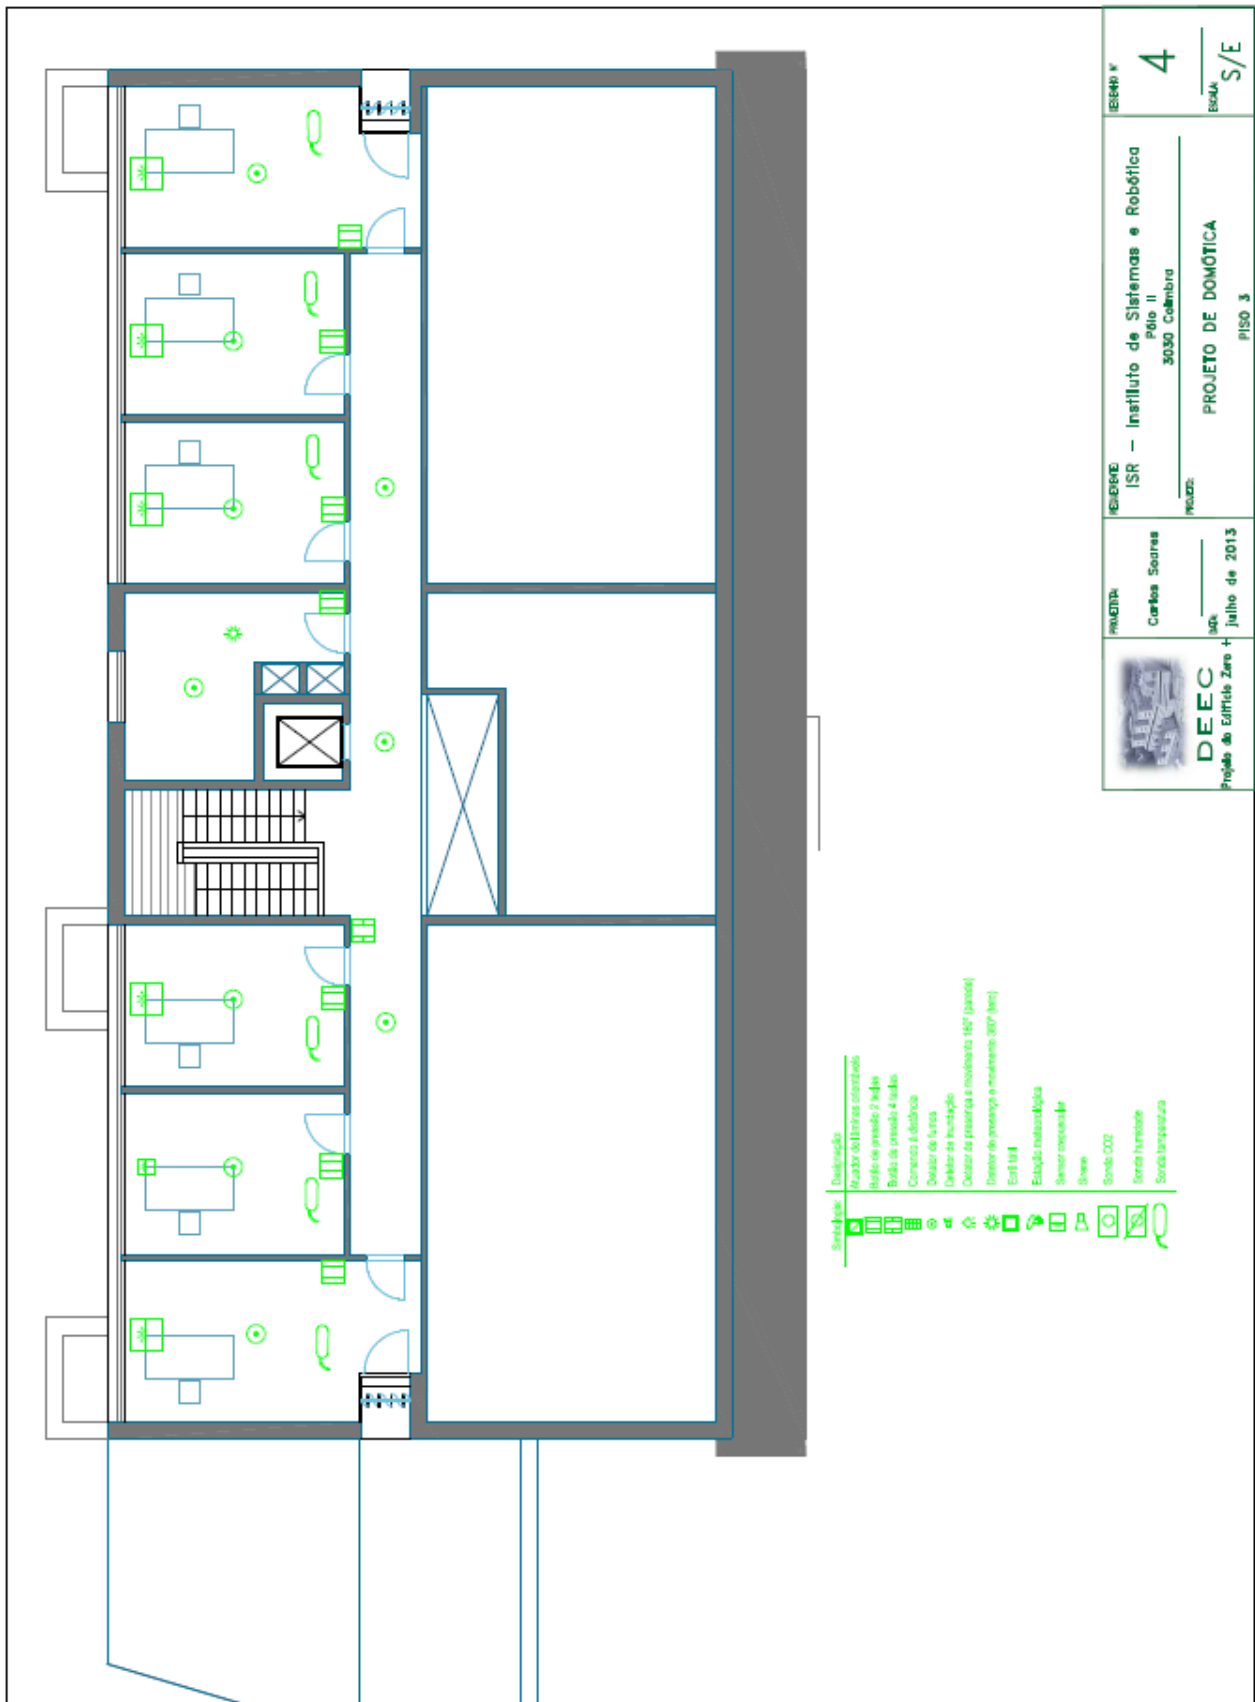 DESENHO Nº
4
ESCALA:
S/E
REQUERENTE:
ISR - Instituto de Sistemas e Robótica
Pólo II
3030 Coimbra
PROJECTO:
PROJETO DE DOMÓTICA
PISO 3
PROJETISTA:
Carlos Soares
DATA:
julho de 2013
DEEC
Projeto do Edifício Zero +
Simbologia: Designação:
Atuador de lâminas orientáveis
Botão de pressão 2 teclas
Botão de pressão 4 teclas
Comando à distância
Detetor de fumos
Detetor de inundação
Detetor de presença e movimento 180º (parede)
Detetor de presença e movimento 360º (teto)
Ecrã tátil
Estação meteorológica
Sensor crepuscular
Sirene
Sonda CO2
Sonda humidade
Sonda temperatura